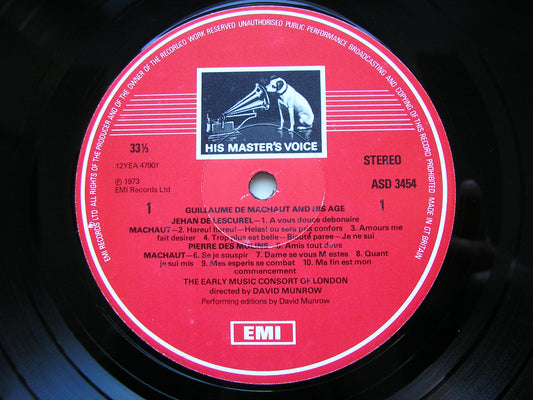 EMI RECORDS LTD ALL RIGHTS OF THE PRODUCER AND OF THE OWNER OF THE RECORDED WORK RESERVED UNAUTHORISED PUBLIC PERFORMANCE BROADCASTING AND COPYING OF THIS RECORD PROHIBITED MADE IN GT BRITAIN
HIS MASTER'S VOICE
33⅓
STEREO
12YEA 4790†
ASD 3454
℗ 1973
EMI Records Ltd
1
1
GUILLAUME DE MACHAUT AND HIS AGE
JEHAN DE LESCUREL—1. A vous douce debonaire
MACHAUT—2. Hareu! hareu!—Helas! ou sera pris confors 3. Amours me
fait desirer 4. Trop plus est belle—Biauté paree—Je ne sui
PIERRE DES MOLINS—5. Amis tout dous
MACHAUT—6. Se je souspir 7. Dame se vous M'estes 8. Quant
je sui mis 9. Mes esperis se combat 10. Ma fin est mon
commencement
THE EARLY MUSIC CONSORT OF LONDON
directed by DAVID MUNROW
Performing editions by David Munrow
EMI